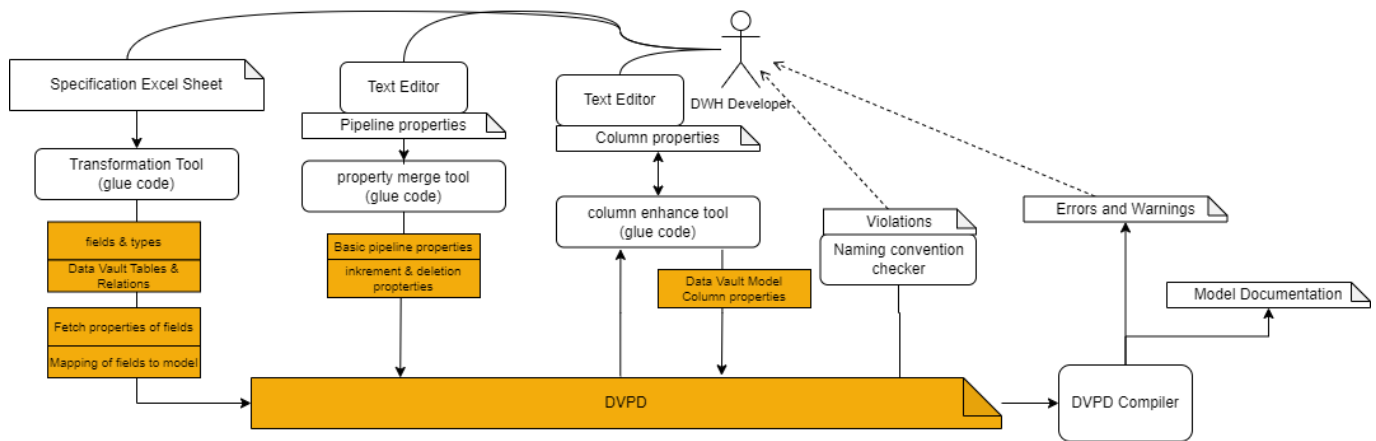 Specification Excel Sheet
Text Editor
Pipeline properties
Text Editor
Column properties
DWH Developer
Transformation Tool
(glue code)
property merge tool
(glue code)
column enhance tool
(glue code)
Violations
Naming convention
checker
Errors and Warnings
fields & types
Data Vault Tables &
Relations
Fetch properties of fields
Mapping of fields to model
Basic pipeline properties
inkrement & deletion
propterties
Data Vault Model
Column properties
Model Documentation
DVPD
DVPD Compiler